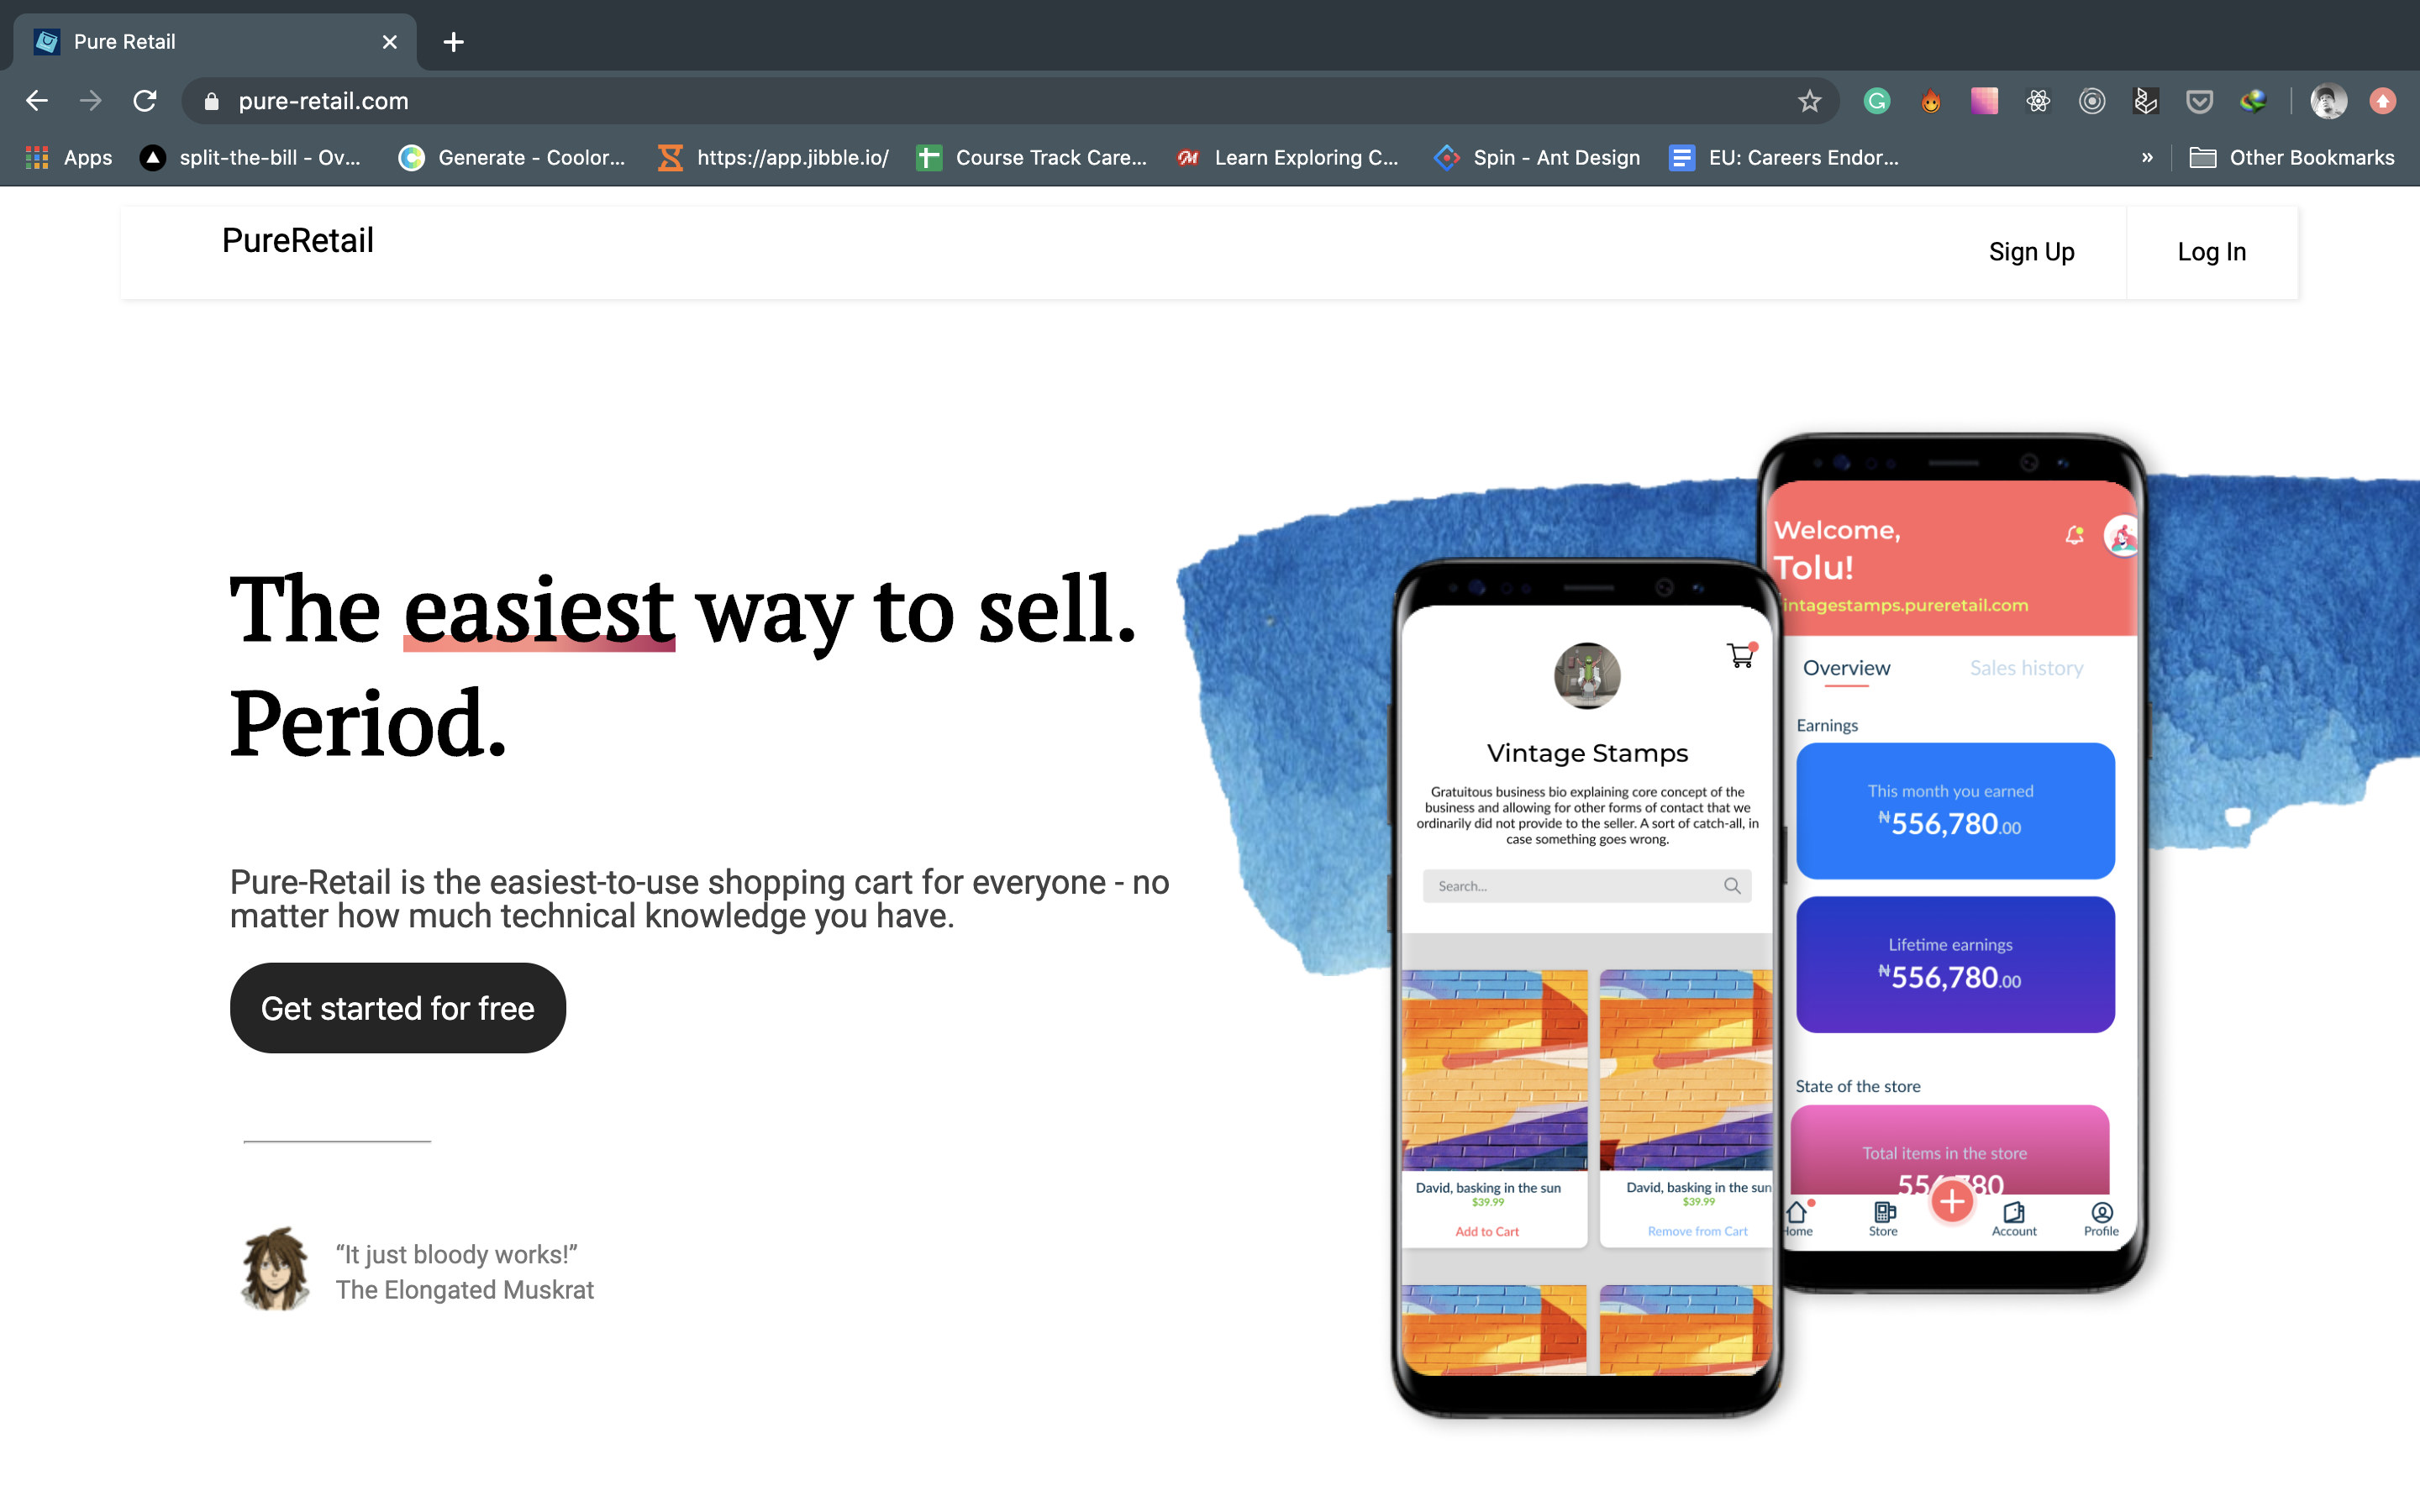 Pure Retail
pure-retail.com
Apps
split-the-bill - Ov...
Generate - Coolor...
https://app.jibble.io/
Course Track Care...
Learn Exploring C...
Spin - Ant Design
EU: Careers Endor...
»
Other Bookmarks
PureRetail
Sign Up
Log In
The easiest way to sell.
Period.
Pure-Retail is the easiest-to-use shopping cart for everyone - no
matter how much technical knowledge you have.
Get started for free
“It just bloody works!”
The Elongated Muskrat
Vintage Stamps
Gratuitous business bio explaining core concept of the
business and allowing for other forms of contact that we
ordinarily did not provide to the seller. A sort of catch-all, in
case something goes wrong.
Search...
David, basking in the sun
$39.99
Add to Cart
David, basking in the sun
$39.99
Remove from Cart
Welcome,
Tolu!
intagestamps.pureretail.com
Overview
Sales history
Earnings
This month you earned
₦556,780.00
Lifetime earnings
₦556,780.00
State of the store
Total items in the store
Home
Store
Account
Profile